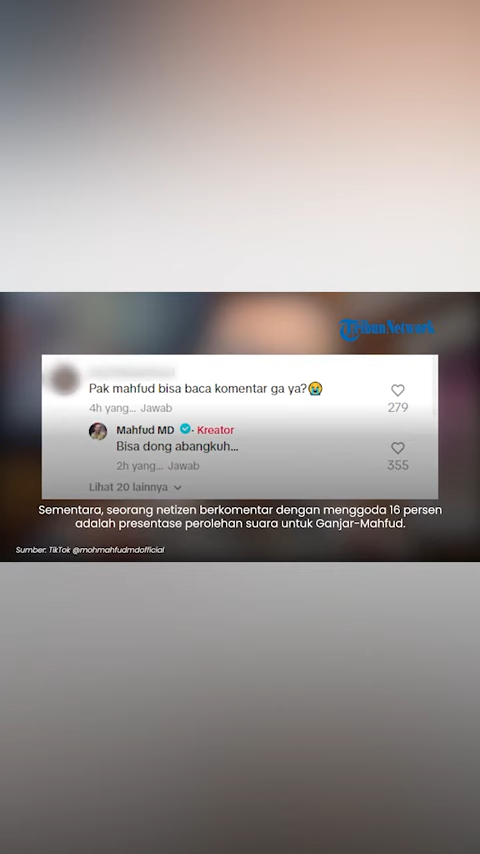 Tribun Network
Pak mahfud bisa baca komentar ga ya?😭
279
4h yang... Jawab
Mahfud MD · Kreator
Bisa dong abangkuh...
355
2h yang... Jawab
Lihat 20 lainnya
Sementara, seorang netizen berkomentar dengan menggoda 16 persen
adalah presentase perolehan suara untuk Ganjar-Mahfud.
Sumber: TikTok @mohmahfudmdofficial